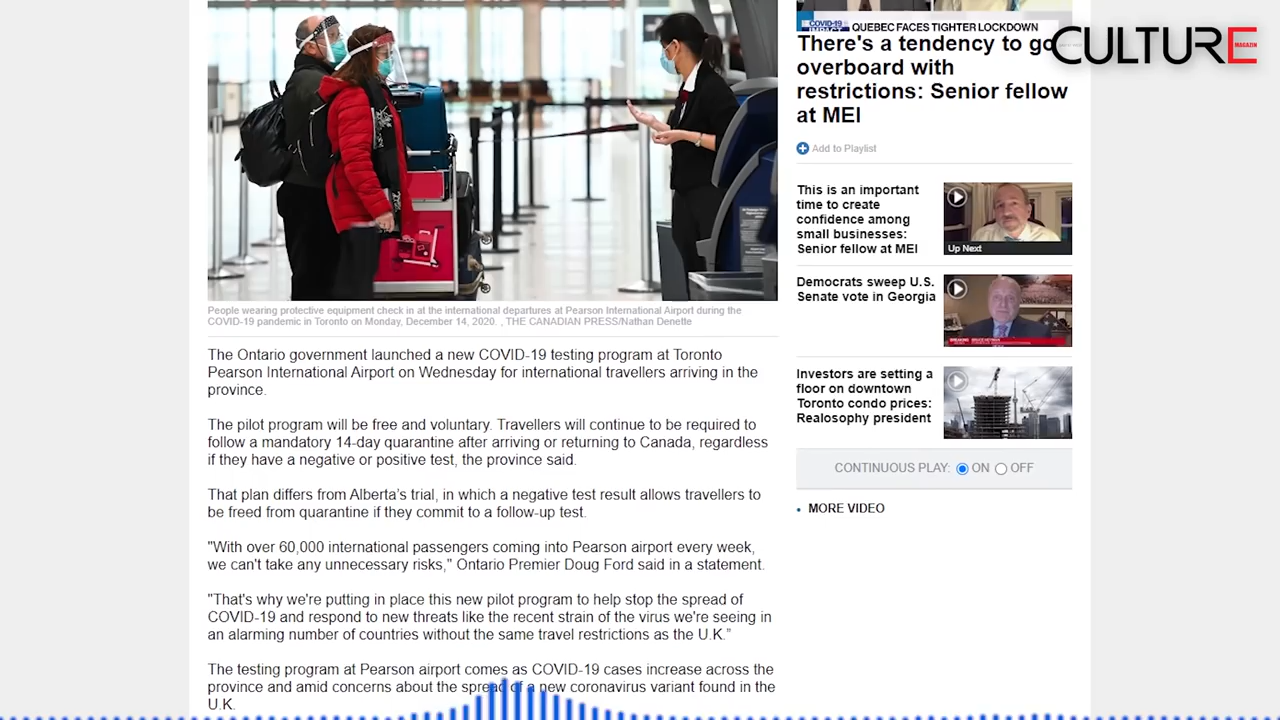 People wearing protective equipment check in at the international departures at Pearson International Airport during the
COVID-19 pandemic in Toronto on Monday, December 14, 2020. , THE CANADIAN PRESS/Nathan Denette
The Ontario government launched a new COVID-19 testing program at Toronto
Pearson International Airport on Wednesday for international travellers arriving in the
province.
The pilot program will be free and voluntary. Travellers will continue to be required to
follow a mandatory 14-day quarantine after arriving or returning to Canada, regardless
if they have a negative or positive test, the province said.
That plan differs from Alberta's trial, in which a negative test result allows travellers to
be freed from quarantine if they commit to a follow-up test.
"With over 60,000 international passengers coming into Pearson airport every week,
we can't take any unnecessary risks," Ontario Premier Doug Ford said in a statement.
"That's why we're putting in place this new pilot program to help stop the spread of
COVID-19 and respond to new threats like the recent strain of the virus we're seeing in
an alarming number of countries without the same travel restrictions as the U.K."
The testing program at Pearson airport comes as COVID-19 cases increase across the
province and amid concerns about the spread of a new coronavirus variant found in the
U.K.
COVID-19
IMPACT
QUEBEC FACES TIGHTER LOCKDOWN
CULTURE
MAGAZIN
There's a tendency to go
overboard with
restrictions: Senior fellow
at MEI
Add to Playlist
This is an important
time to create
confidence among
small businesses:
Senior fellow at MEI
Up Next
Democrats sweep U.S.
Senate vote in Georgia
BREAKING
Investors are setting a
floor on downtown
Toronto condo prices:
Realosophy president
CONTINUOUS PLAY: ON OFF
MORE VIDEO